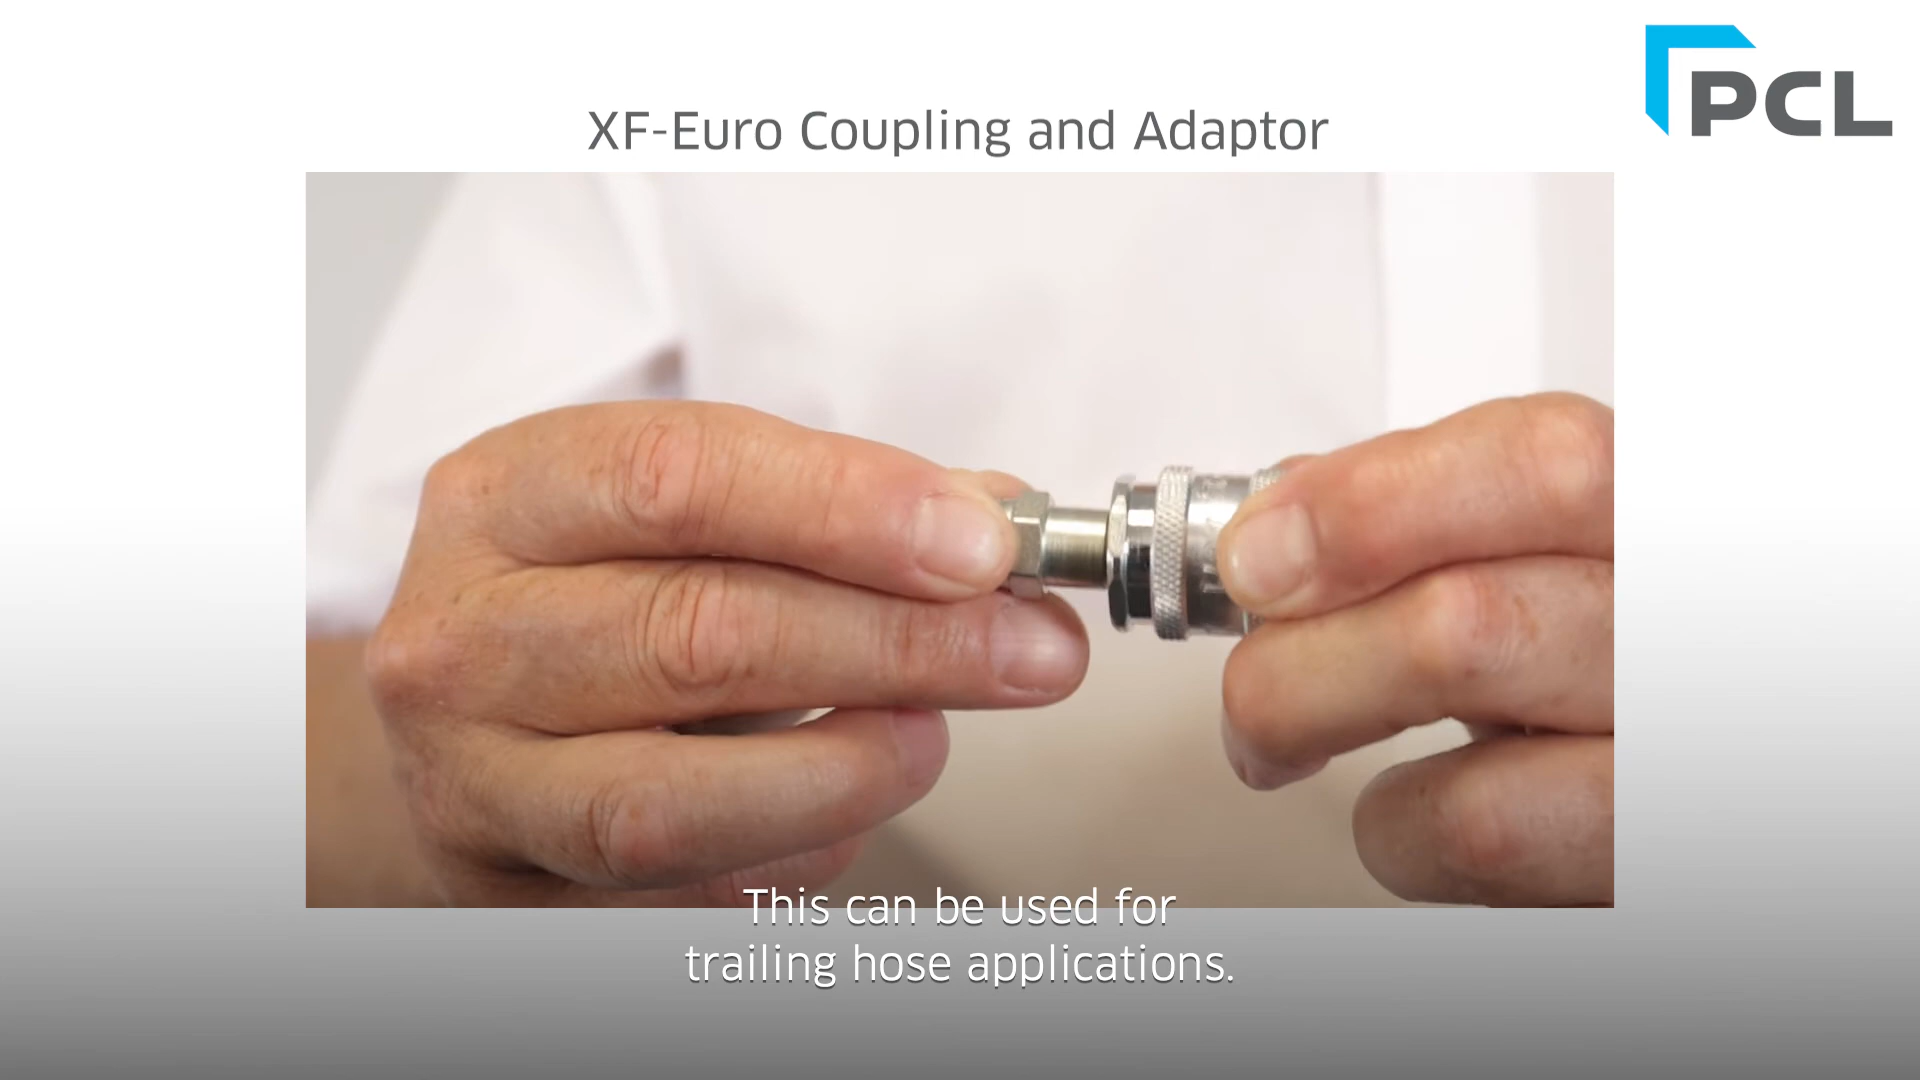 PCL
XF-Euro Coupling and Adaptor
This can be used for
trailing hose applications.